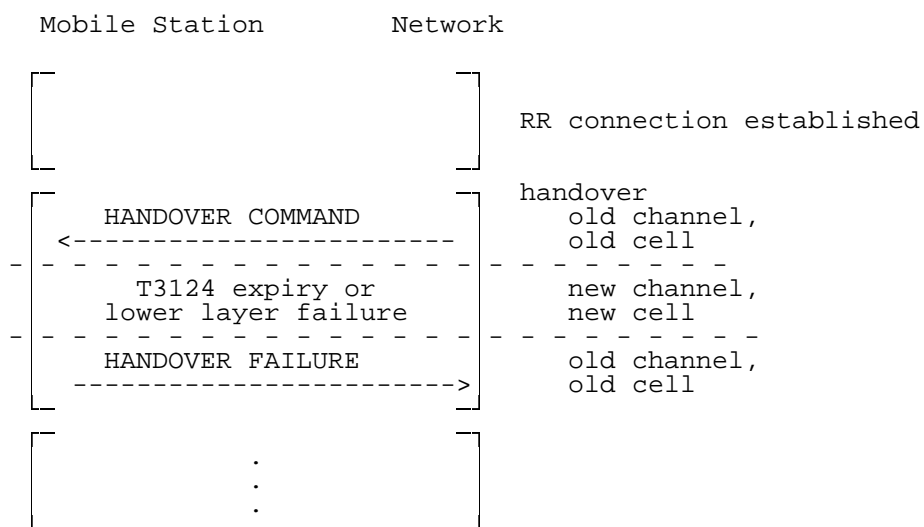 Mobile Station Network
RR connection established
handover
HANDOVER COMMAND old channel,
<------------------------ old cell
- - - - - - - - - - - - - - - - - - - - - - -
T3124 expiry or new channel,
lower layer failure new cell
- - - - - - - - - - - - - - - - - - - - - - - -
HANDOVER FAILURE old channel,
------------------------> old cell
.
.
.